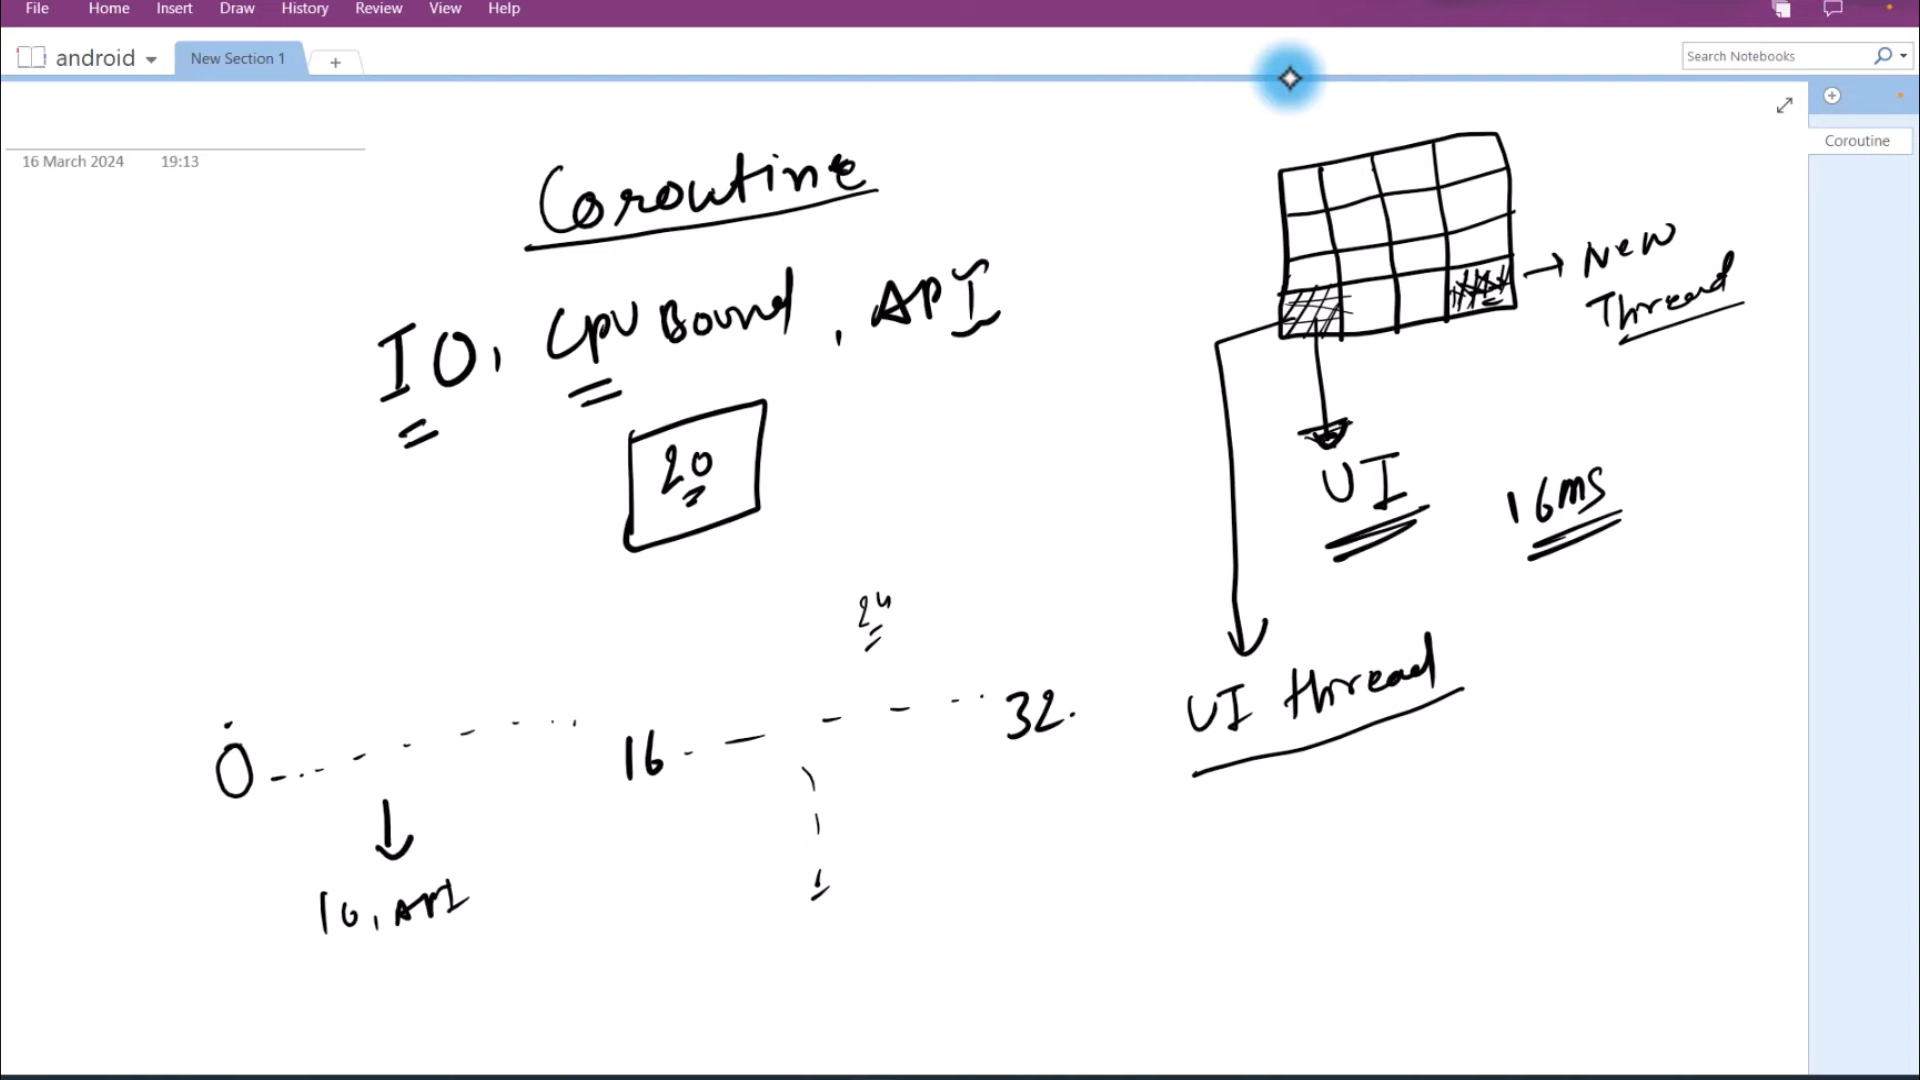 File Home Insert Draw History Review View Help
android New Section 1 +
Search Notebooks
Coroutine
16 March 2024 19:13
Coroutine
IO, CPU Bound, API
20
New
Thread
UI
16ms
24
0 16 32.
UI thread
IO, API